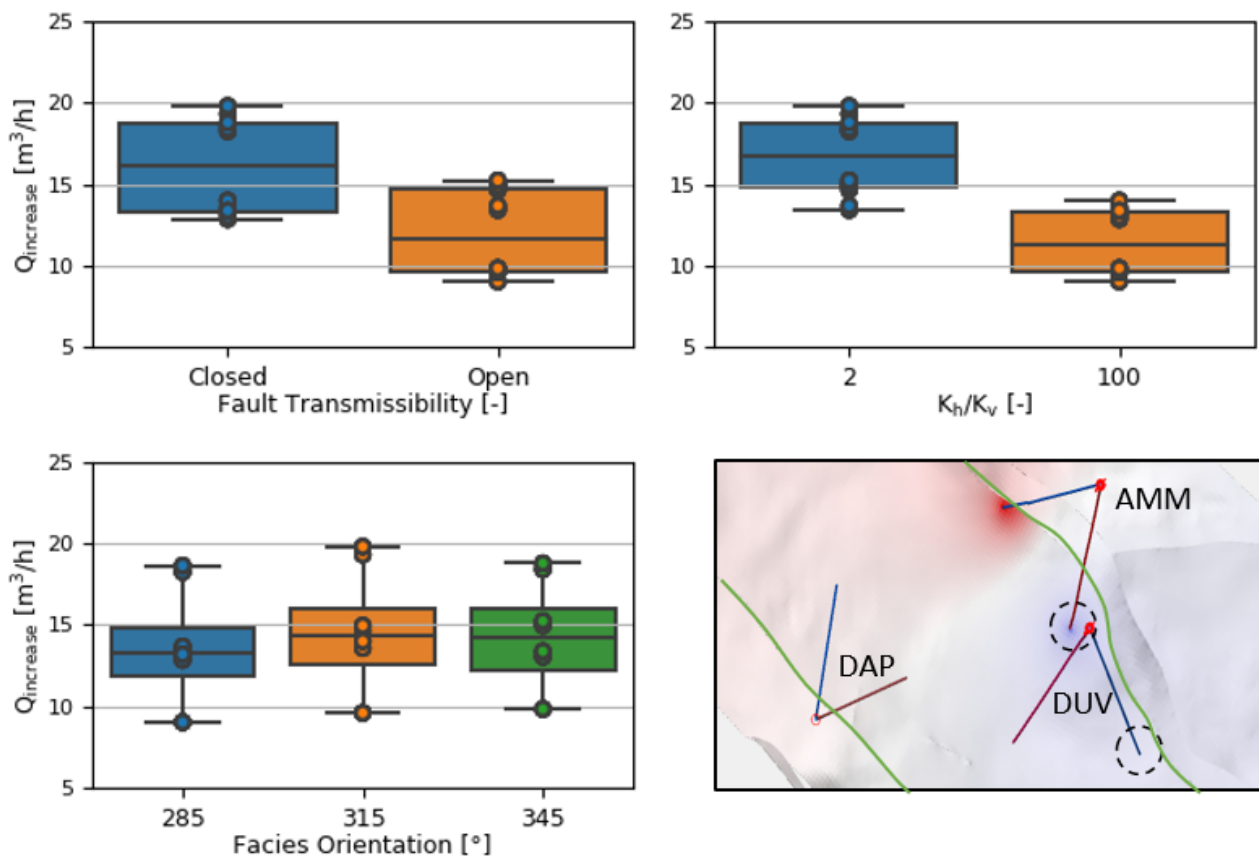 25
20
15
10
5
Q_increase [m³/h]
Closed
Open
Fault Transmissibility [-]
25
20
15
10
5
2
100
K_h/K_v [-]
25
20
15
10
5
Q_increase [m³/h]
285
315
345
Facies Orientation [°]
AMM
DAP
DUV